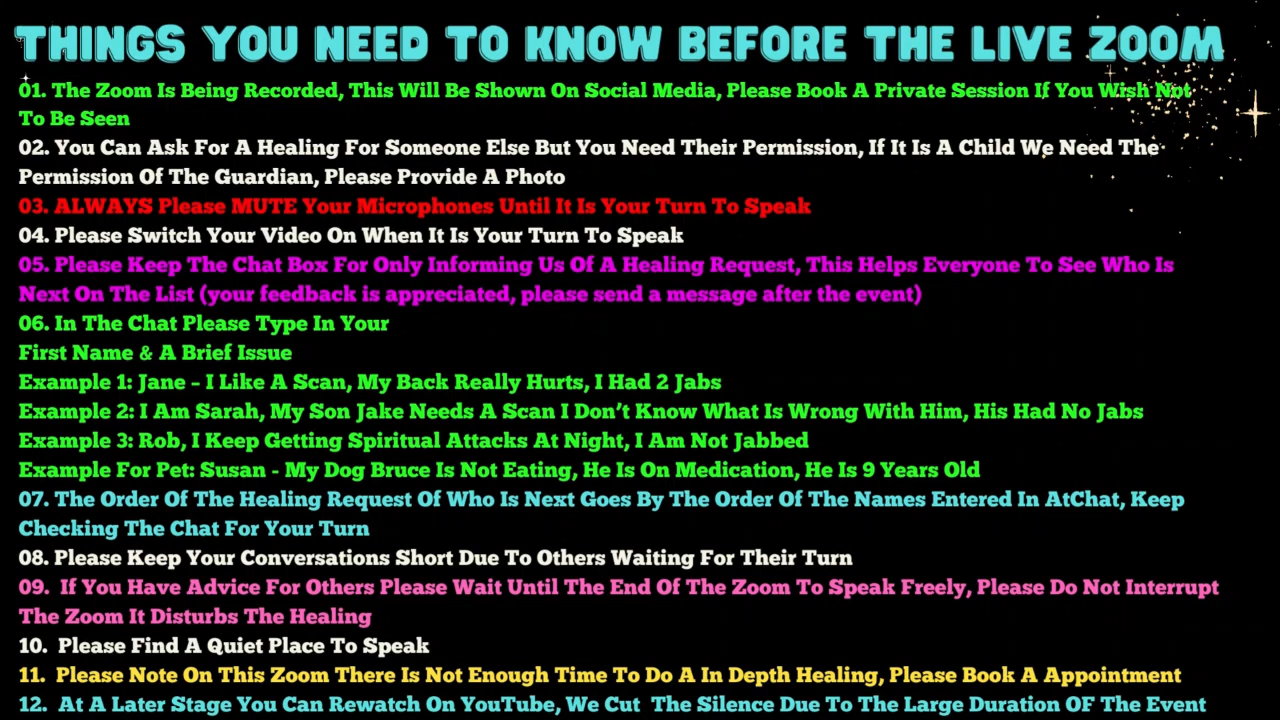 THINGS YOU NEED TO KNOW BEFORE THE LIVE ZOOM
01. The Zoom Is Being Recorded, This Will Be Shown On Social Media, Please Book A Private Session If You Wish Not
To Be Seen
02. You Can Ask For A Healing For Someone Else But You Need Their Permission, If It Is A Child We Need The
Permission Of The Guardian, Please Provide A Photo
03. ALWAYS Please MUTE Your Microphones Until It Is Your Turn To Speak
04. Please Switch Your Video On When It Is Your Turn To Speak
05. Please Keep The Chat Box For Only Informing Us Of A Healing Request, This Helps Everyone To See Who Is
Next On The List (your feedback is appreciated, please send a message after the event)
06. In The Chat Please Type In Your
First Name & A Brief Issue
Example 1: Jane – I Like A Scan, My Back Really Hurts, I Had 2 Jabs
Example 2: I Am Sarah, My Son Jake Needs A Scan I Don't Know What Is Wrong With Him, His Had No Jabs
Example 3: Rob, I Keep Getting Spiritual Attacks At Night, I Am Not Jabbed
Example For Pet: Susan - My Dog Bruce Is Not Eating, He Is On Medication, He Is 9 Years Old
07. The Order Of The Healing Request Of Who Is Next Goes By The Order Of The Names Entered In AtChat, Keep
Checking The Chat For Your Turn
08. Please Keep Your Conversations Short Due To Others Waiting For Their Turn
09. If You Have Advice For Others Please Wait Until The End Of The Zoom To Speak Freely, Please Do Not Interrupt
The Zoom It Disturbs The Healing
10. Please Find A Quiet Place To Speak
11. Please Note On This Zoom There Is Not Enough Time To Do A In Depth Healing, Please Book A Appointment
12. At A Later Stage You Can Rewatch On YouTube, We Cut The Silence Due To The Large Duration OF The Event